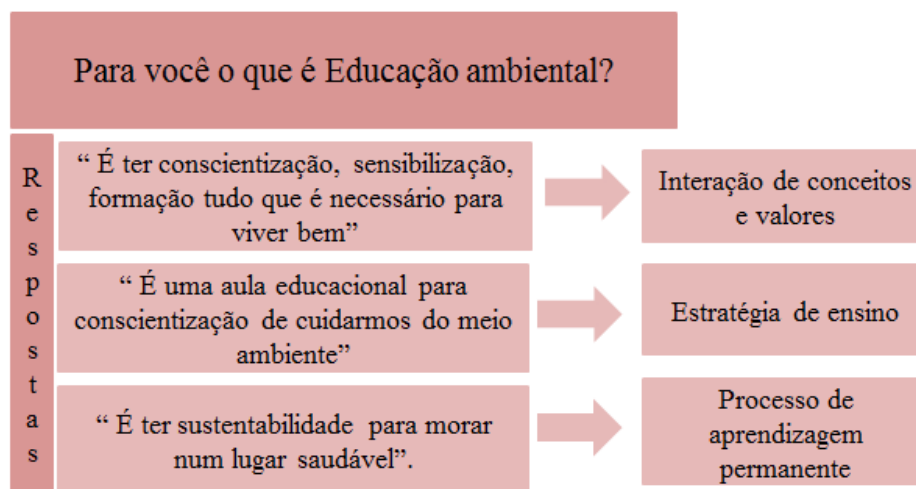 Para você o que é Educação ambiental?
Respostas
“ É ter conscientização, sensibilização,
formação tudo que é necessário para
viver bem”
Interação de conceitos
e valores
“ É uma aula educacional para
conscientização de cuidarmos do meio
ambiente”
Estratégia de ensino
“ É ter sustentabilidade para morar
num lugar saudável”.
Processo de
aprendizagem
permanente